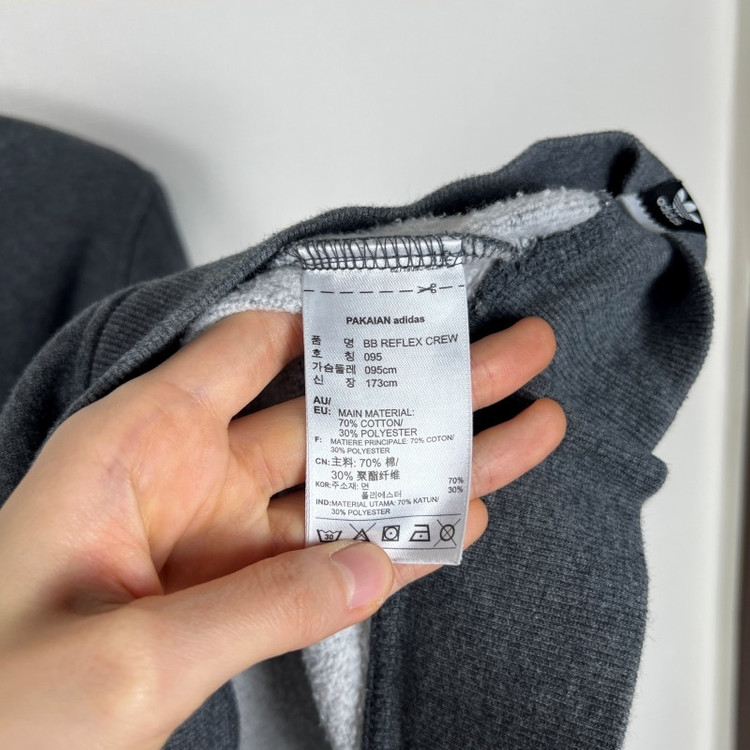 PAKAIAN adidas
품 명 BB REFLEX CREW
호 칭 095
가슴둘레 095cm
신 장 173cm
AU/
EU: MAIN MATERIAL:
70% COTTON/
30% POLYESTER
F: MATIERE PRINCIPALE: 70% COTON/
30% POLYESTER
CN:主料: 70% 棉/
30% 聚酯纤维
KOR:주소재: 면 70%
폴리에스터 30%
IND:MATERIAL UTAMA: 70% KATUN/
30% POLYESTER
30
adidas